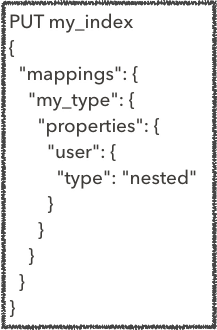 PUT my_index
{
  "mappings": {
    "my_type": {
      "properties": {
        "user": {
          "type": "nested"
        }
      }
    }
  }
}